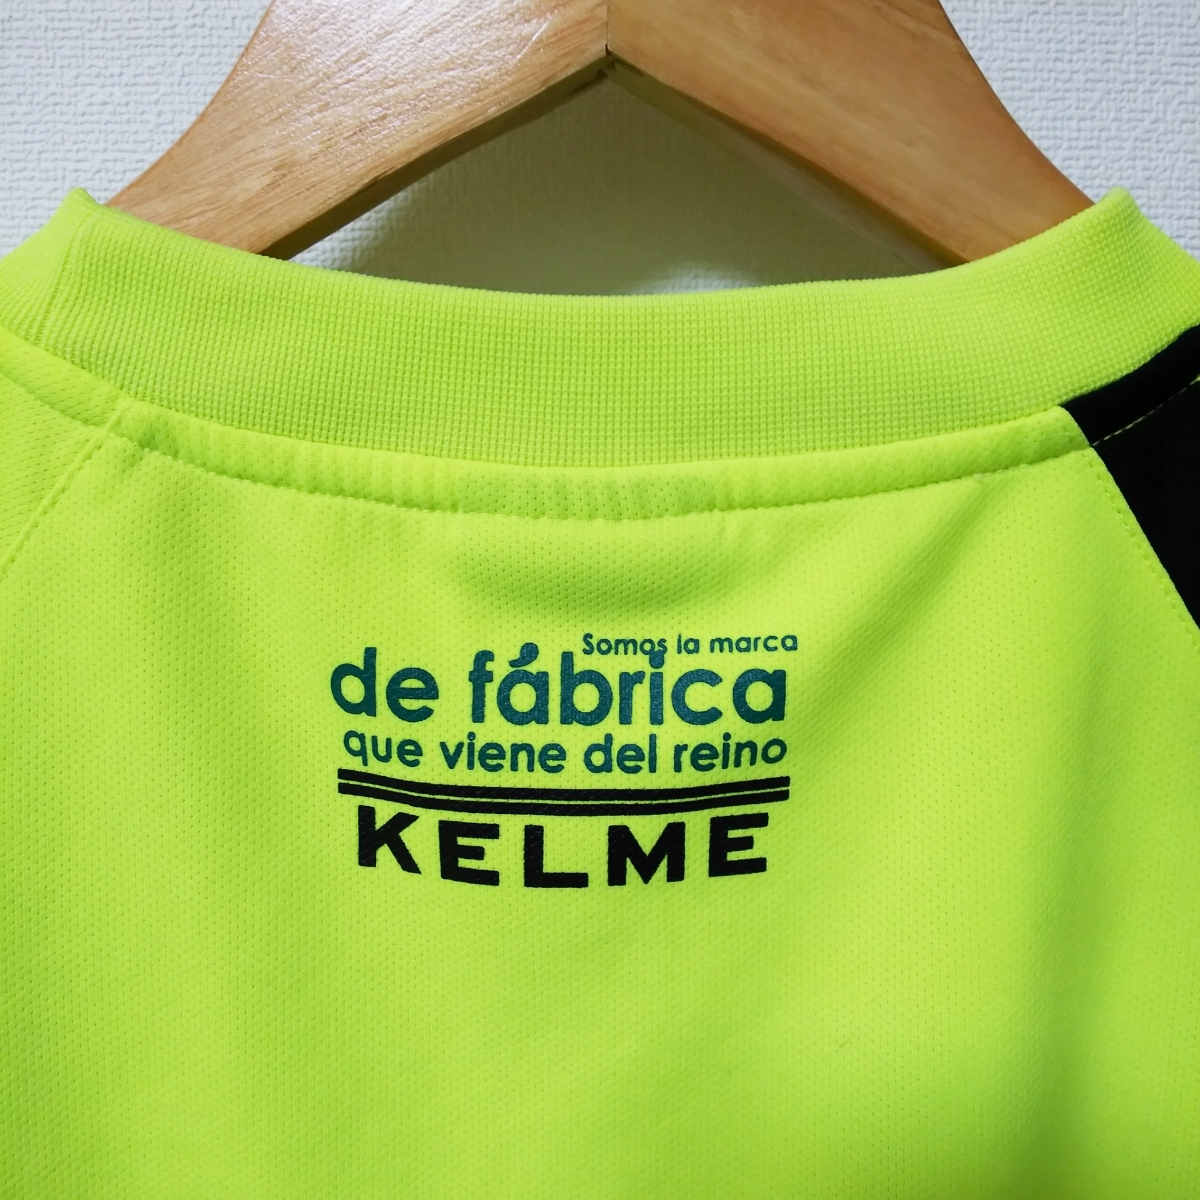 Somos la marca
de fábrica
que viene del reino
KELME